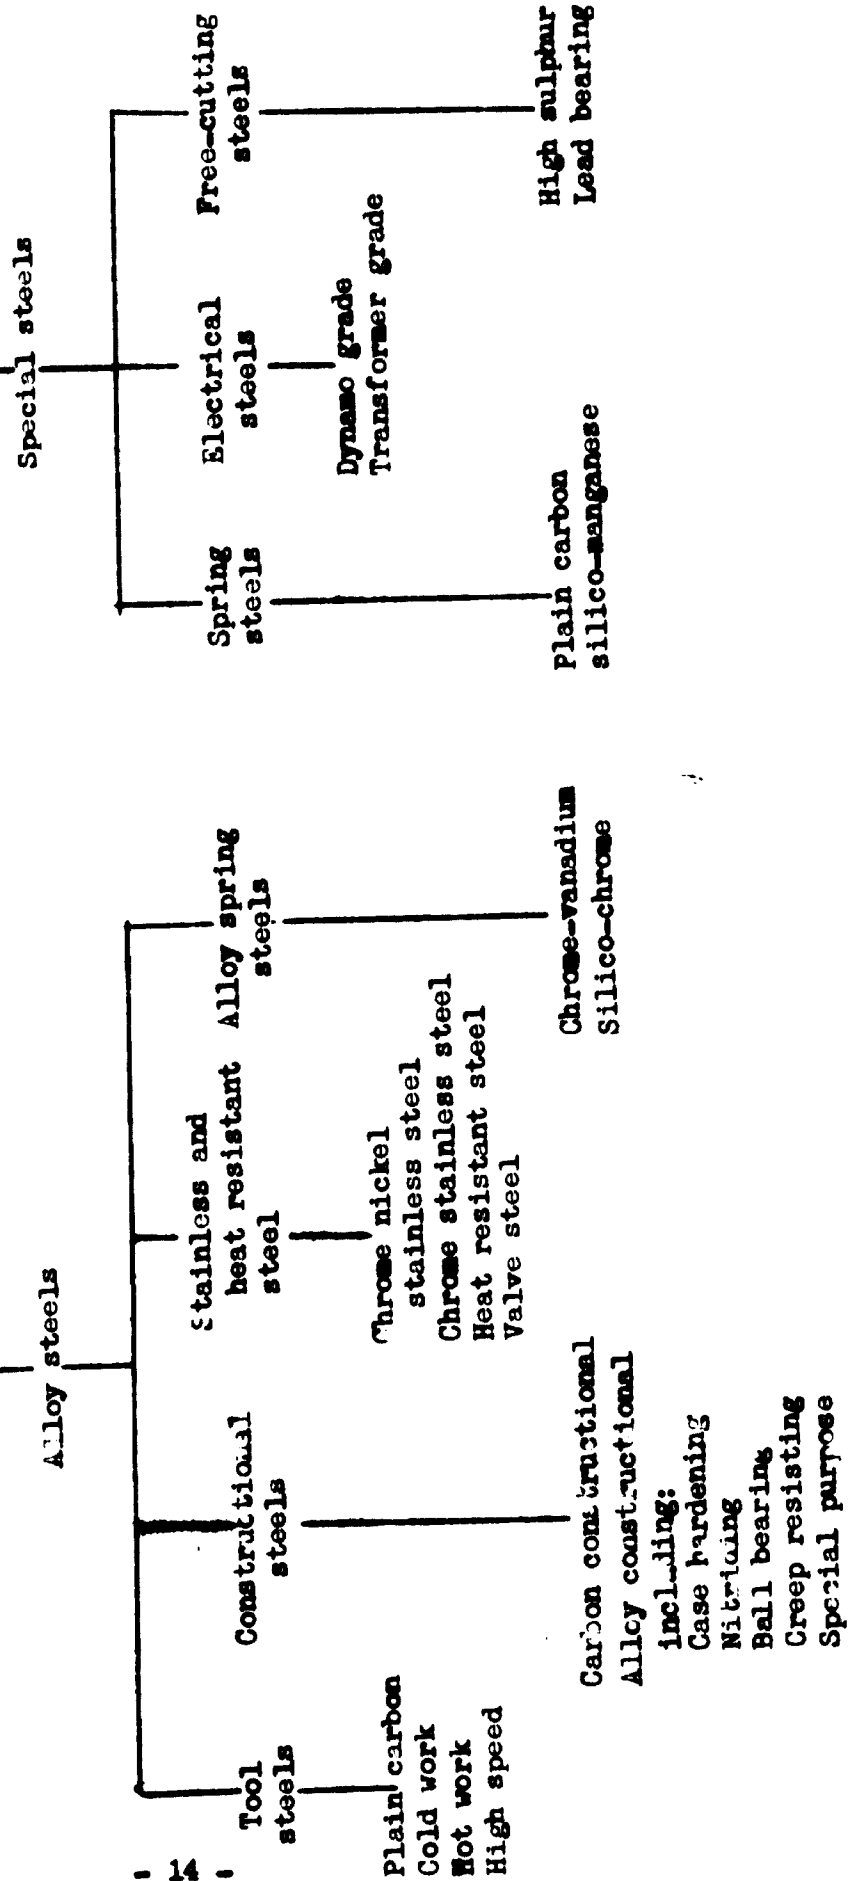 Alloy steels
Special steels
Tool
steels
Constructional
steels
Stainless and
heat resistant
steel
Alloy spring
steels
Spring
steels
Electrical
steels
Free-cutting
steels
Plain carbon
Cold work
Hot work
High speed
Carbon constructional
Alloy constructional
including:
Case hardening
Nitriding
Ball bearing
Creep resisting
Special purpose
Chrome nickel
stainless steel
Chrome stainless steel
Heat resistant steel
Valve steel
Chrome-vanadium
Silico-chrome
Plain carbon
silico-manganese
Dynamo grade
Transformer grade
High sulphur
Lead bearing
- 14 -